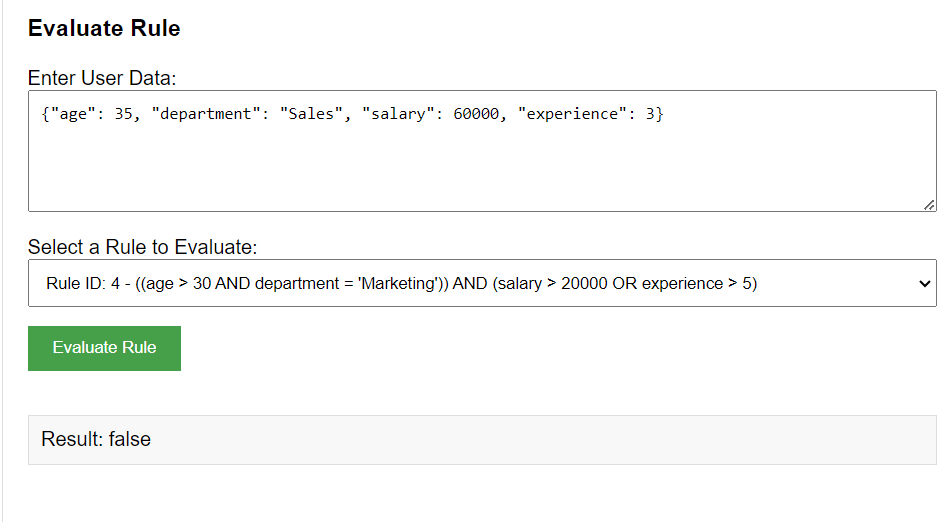 Evaluate Rule
Enter User Data:
{"age": 35, "department": "Sales", "salary": 60000, "experience": 3}
Select a Rule to Evaluate:
Rule ID: 4 - ((age > 30 AND department = 'Marketing')) AND (salary > 20000 OR experience > 5)
Evaluate Rule
Result: false